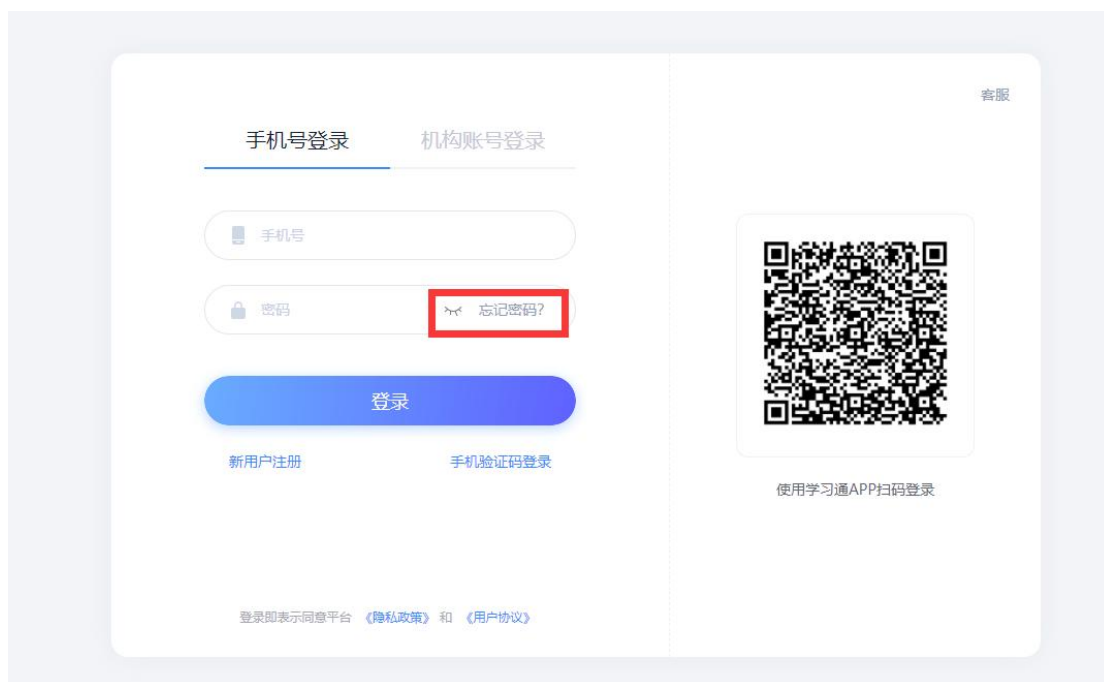 客服
手机号登录
机构账号登录
手机号
密码
忘记密码?
登录
新用户注册
手机验证码登录
使用学习通APP扫码登录
登录即表示同意平台 《隐私政策》 和 《用户协议》